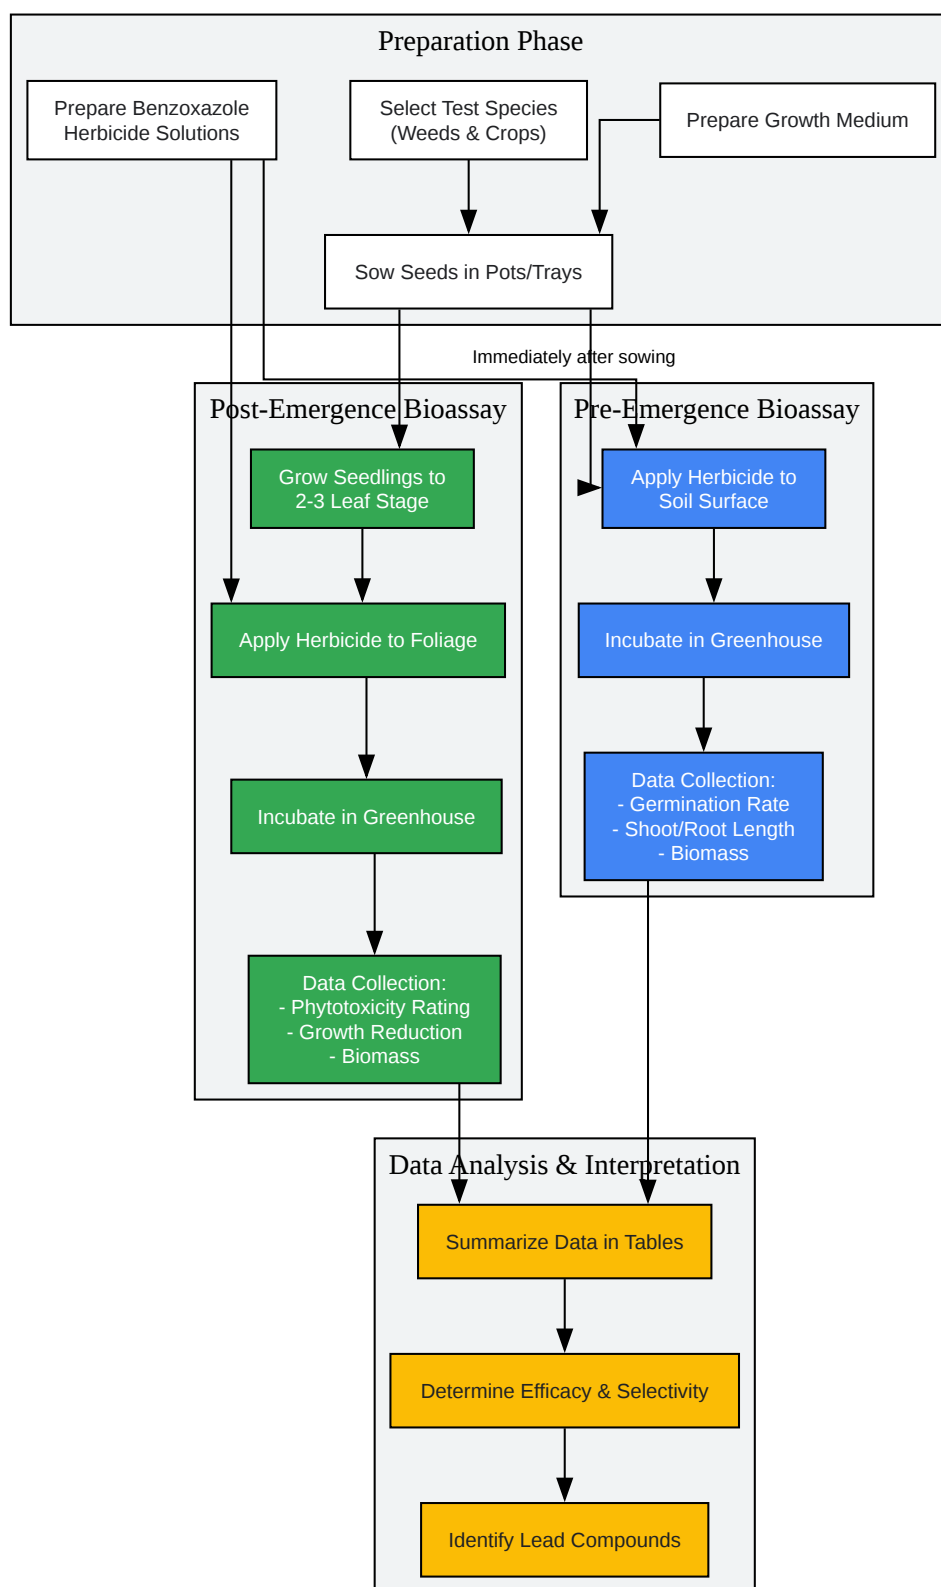 Preparation Phase
Prepare Benzoxazole
Herbicide Solutions
Select Test Species
(Weeds & Crops)
Prepare Growth Medium
Sow Seeds in Pots/Trays
Immediately after sowing
Post-Emergence Bioassay
Grow Seedlings to
2-3 Leaf Stage
Apply Herbicide to Foliage
Incubate in Greenhouse
Data Collection:
- Phytotoxicity Rating
- Growth Reduction
- Biomass
Pre-Emergence Bioassay
Apply Herbicide to
Soil Surface
Incubate in Greenhouse
Data Collection:
- Germination Rate
- Shoot/Root Length
- Biomass
Data Analysis & Interpretation
Summarize Data in Tables
Determine Efficacy & Selectivity
Identify Lead Compounds